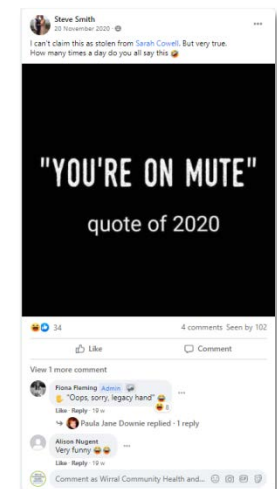 Steve Smith
20 November 2020
I can't claim this as stolen from Sarah Cowell. But very true.
How many times a day do you all say this
"YOU'RE ON MUTE"
quote of 2020
34
4 comments Seen by 102
Like Comment
View 1 more comment
Fiona Fleming Admin
"Oops, sorry, legacy hand"
8
Like · Reply · 19 w
Paula Jane Downie replied · 1 reply
Alison Nugent
Very funny
Like · Reply · 19 w
Comment as Wirral Community Health and...